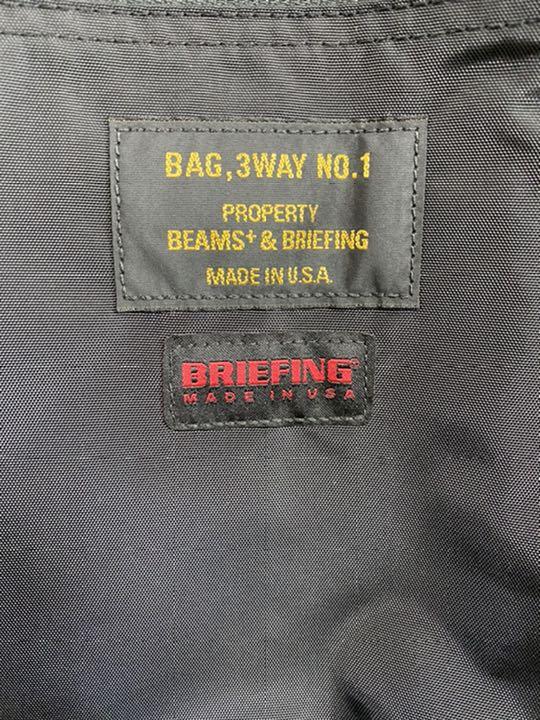 BAG,3WAY NO.1
PROPERTY
BEAMS+ & BRIEFING
MADE IN U.S.A.
BRIEFING®
MADE IN USA